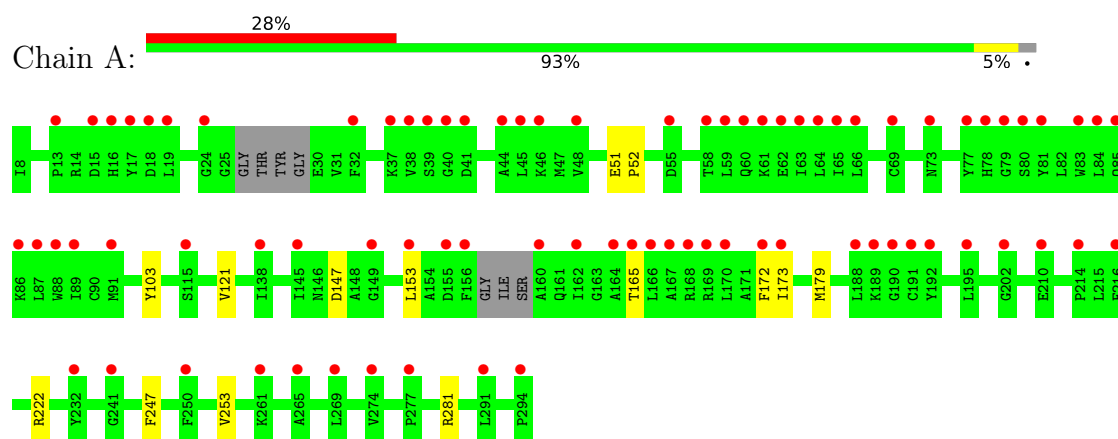 28%
Chain A:
93% 5% •
I8 P13 R14 D15 H16 Y17 D18 L19 G24 G25 GLY THR TYR GLY E30 V31 F32 K37 V38 S39 G40 D41 A44 L45 K46 M47 V48 E51 P52 D55 T58 L59 Q60 K61 E62 I63 L64 I65 L66 C69 N73 Y77 H78 G79 S80 Y81 L82 W83 L84 Q85
K86 L87 W88 I89 C90 M91 Y103 S115 V121 I138 I145 N146 D147 A148 G149 L153 A154 D155 F156 GLY ILE SER A160 Q161 I162 G163 A164 T165 L166 A167 R168 R169 L170 A171 F172 I173 M179 L188 K189 G190 C191 Y192 L195 G202 E210 P214 L215
R222 Y232 G241 F247 F250 V253 K261 A265 L269 V274 P277 R281 L291 P294